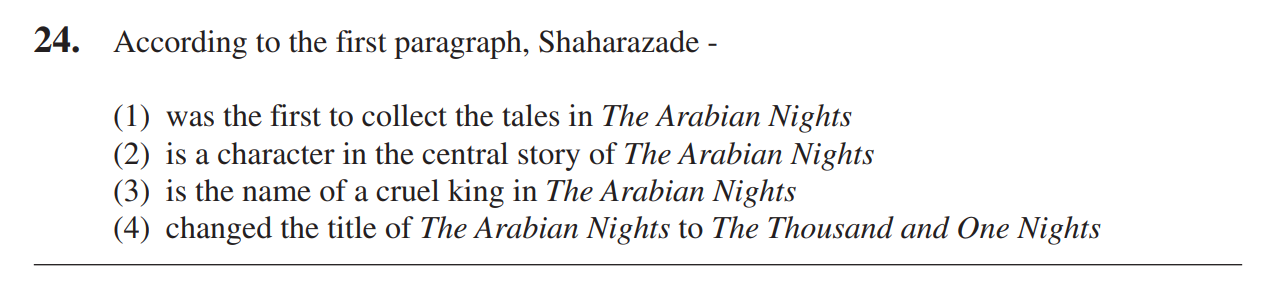 24. According to the first paragraph, Shaharazade -
(1) was the first to collect the tales in The Arabian Nights
(2) is a character in the central story of The Arabian Nights
(3) is the name of a cruel king in The Arabian Nights
(4) changed the title of The Arabian Nights to The Thousand and One Nights